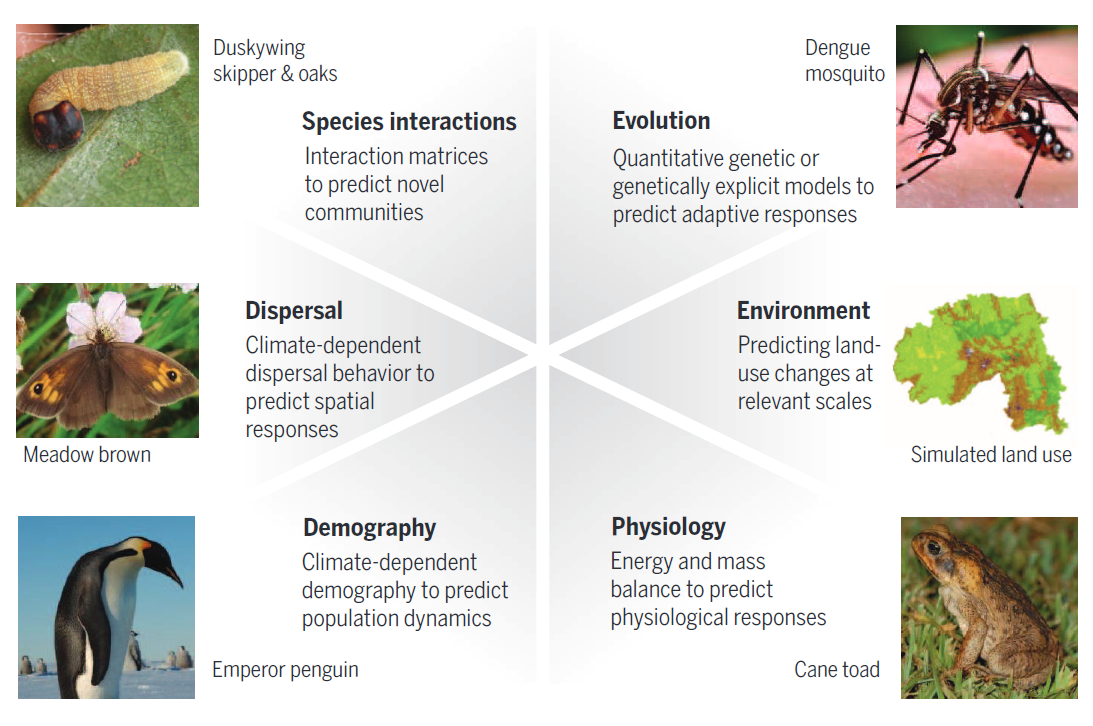 Duskywing
skipper & oaks
Species interactions
Interaction matrices
to predict novel
communities
Dengue
mosquito
Evolution
Quantitative genetic or
genetically explicit models to
predict adaptive responses
Dispersal
Climate-dependent
dispersal behavior to
predict spatial
responses
Meadow brown
Environment
Predicting land-
use changes at
relevant scales
Simulated land use
Demography
Climate-dependent
demography to predict
population dynamics
Emperor penguin
Physiology
Energy and mass
balance to predict
physiological responses
Cane toad